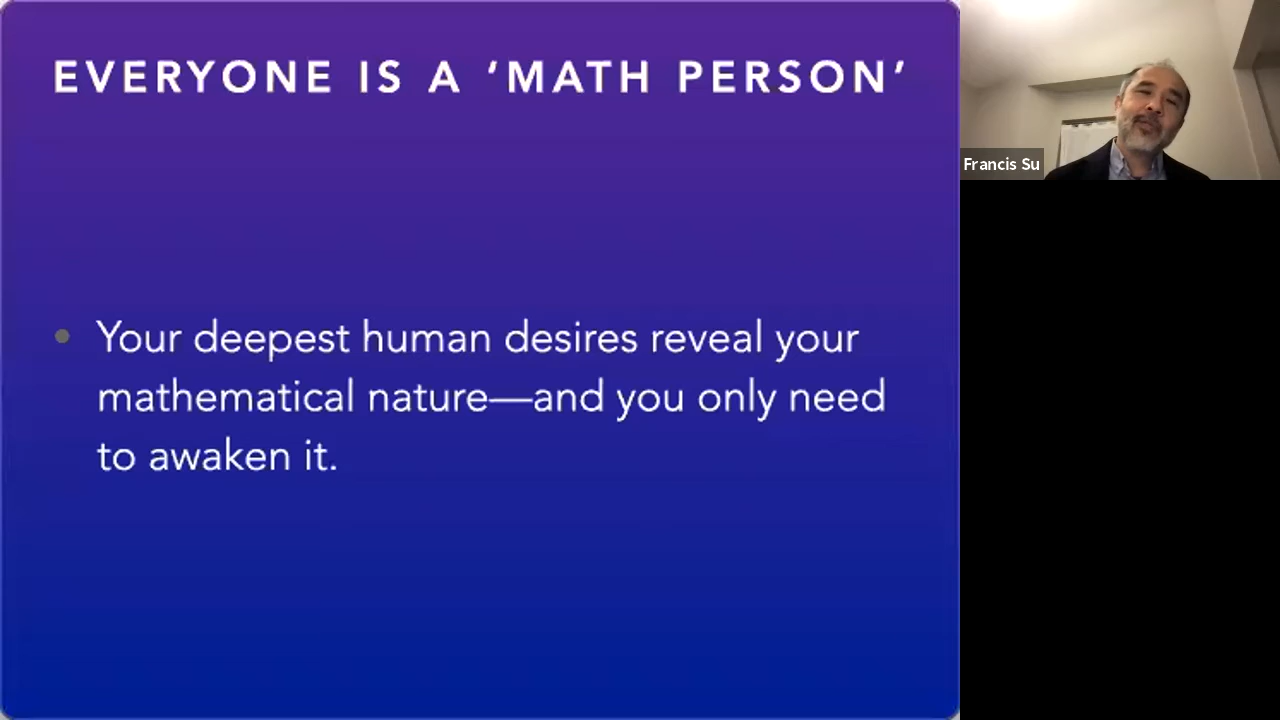 EVERYONE IS A ‘MATH PERSON’
Your deepest human desires reveal your
mathematical nature—and you only need
to awaken it.
Francis Su